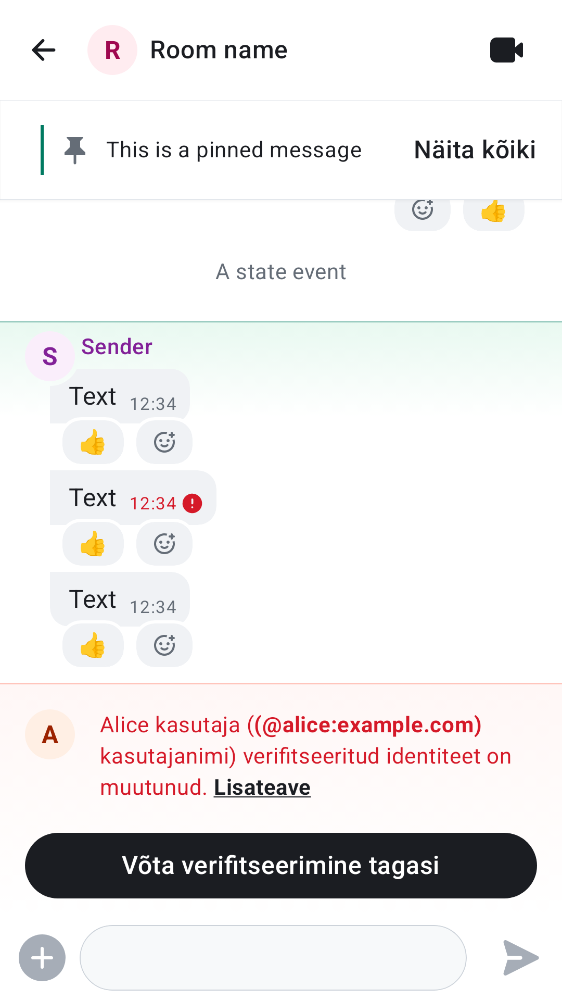 R Room name
This is a pinned message Näita kõiki
👍
A state event
S Sender
Text 12:34
👍
Text 12:34
👍
Text 12:34
👍
A Alice kasutaja ((@alice:example.com)
kasutajanimi) verifitseeritud identiteet on
muutunud. Lisateave
Võta verifitseerimine tagasi